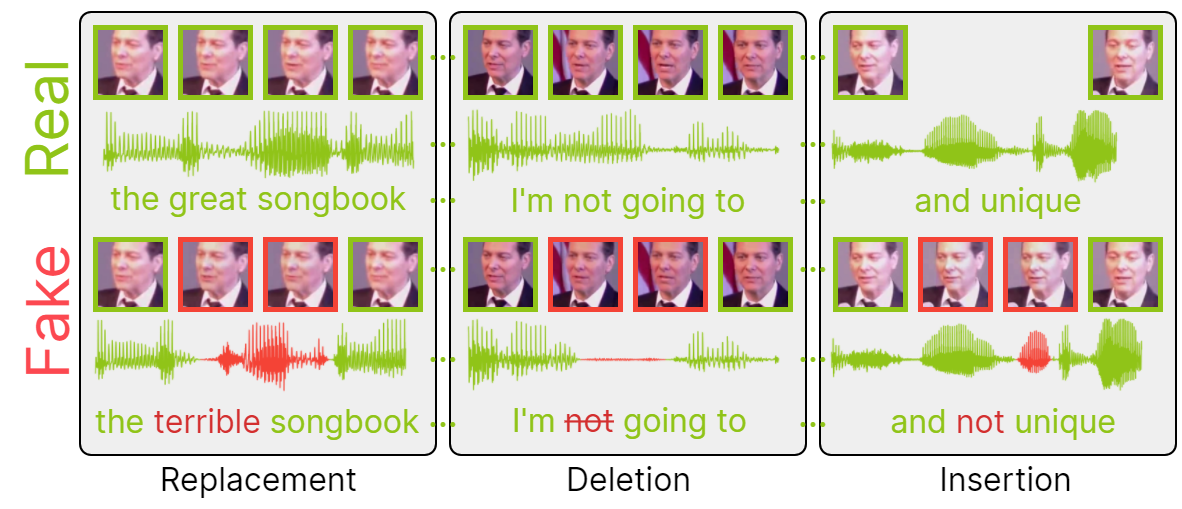 Real
the great songbook
I'm not going to
and unique
Fake
the terrible songbook
I'm not going to
and not unique
Replacement
Deletion
Insertion